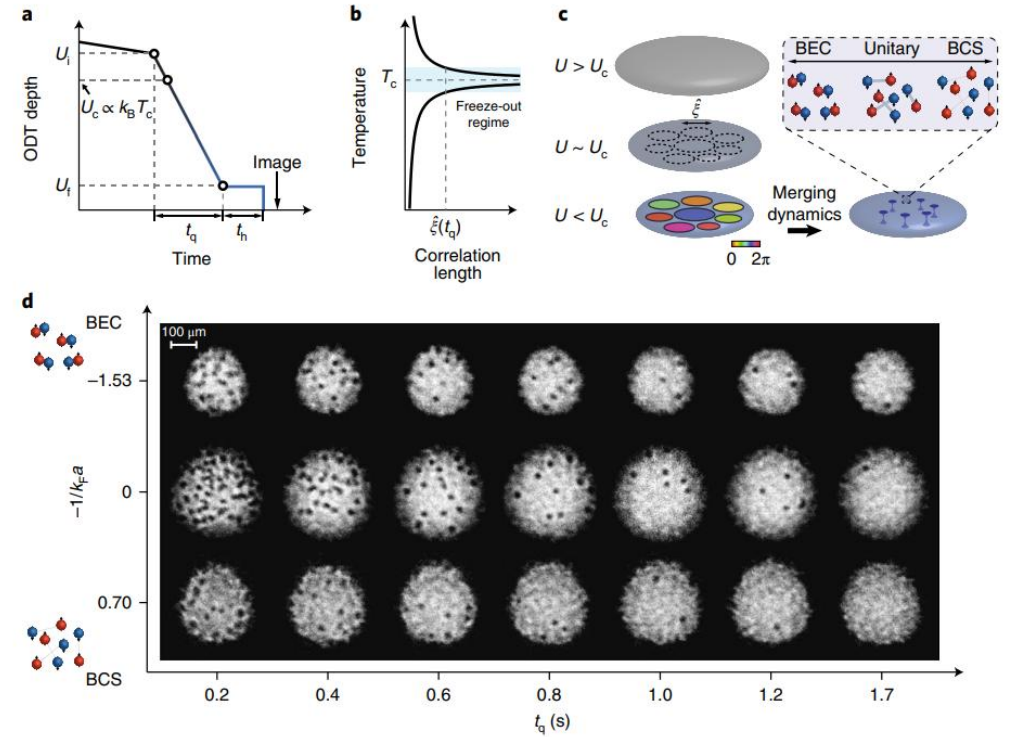 a
ODT depth
Uᵢ
U_c ∝ k_B T_c
U_f
Image
t_q
t_h
Time
b
Temperature
T_c
Freeze-out
regime
ξ̂(t_q)
Correlation
length
c
U > U_c
ξ̂
U ~ U_c
U < U_c
0 2π
Merging
dynamics
BEC Unitary BCS
d
BEC
100 μm
−1.53
−1/k_F a
0
0.70
BCS
0.2 0.4 0.6 0.8 1.0 1.2 1.7
t_q (s)